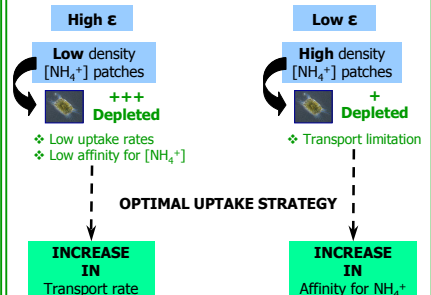 High ε
Low density
[NH₄⁺] patches
+++
Depleted
❖ Low uptake rates
❖ Low affinity for [NH₄⁺]
Low ε
High density
[NH₄⁺] patches
+
Depleted
❖ Transport limitation
OPTIMAL UPTAKE STRATEGY
INCREASE
IN
Transport rate
INCREASE
IN
Affinity for NH₄⁺